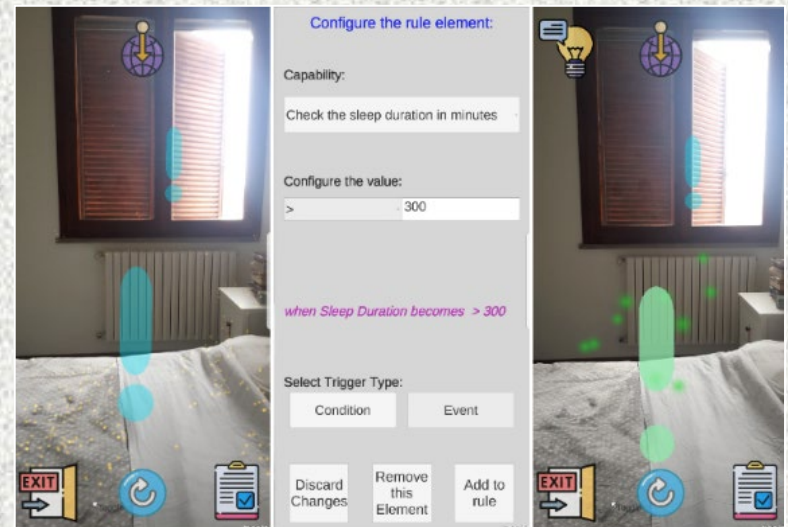 EXIT
Configure the rule element:
Capability:
Check the sleep duration in minutes
Configure the value:
> 300
when Sleep Duration becomes > 300
Select Trigger Type:
Condition Event
Discard Changes
Remove this Element
Add to rule
EXIT